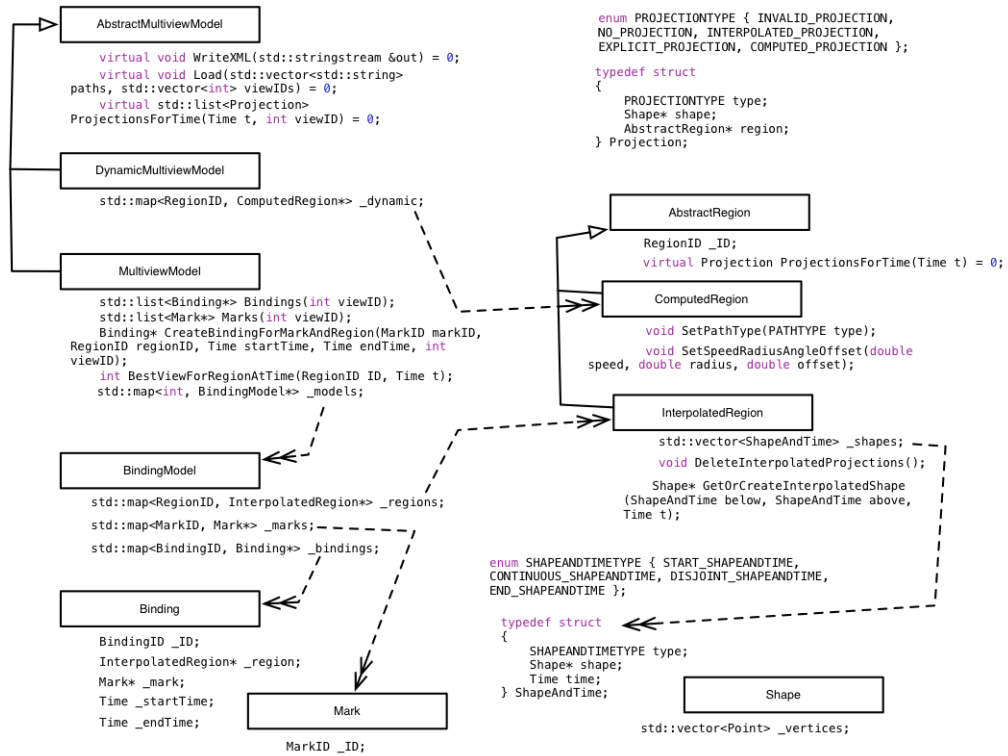 AbstractMultiviewModel
virtual void WriteXML(std::stringstream &out) = 0;
virtual void Load(std::vector<std::string>
paths, std::vector<int> viewIDs) = 0;
virtual std::list<Projection>
ProjectionsForTime(Time t, int viewID) = 0;
DynamicMultiviewModel
std::map<RegionID, ComputedRegion*> _dynamic;
MultiviewModel
std::list<Binding*> Bindings(int viewID);
std::list<Mark*> Marks(int viewID);
Binding* CreateBindingForMarkAndRegion(MarkID markID,
RegionID regionID, Time startTime, Time endTime, int
viewID);
int BestViewForRegionAtTime(RegionID ID, Time t);
std::map<int, BindingModel*> _models;
BindingModel
std::map<RegionID, InterpolatedRegion*> _regions;
std::map<MarkID, Mark*> _marks;
std::map<BindingID, Binding*> _bindings;
Binding
BindingID _ID;
InterpolatedRegion* _region;
Mark* _mark;
Time _startTime;
Time _endTime;
Mark
MarkID _ID;
enum PROJECTIONTYPE { INVALID_PROJECTION,
NO_PROJECTION, INTERPOLATED_PROJECTION,
EXPLICIT_PROJECTION, COMPUTED_PROJECTION };
typedef struct
{
PROJECTIONTYPE type;
Shape* shape;
AbstractRegion* region;
} Projection;
AbstractRegion
RegionID _ID;
virtual Projection ProjectionsForTime(Time t) = 0;
ComputedRegion
void SetPathType(PATHTYPE type);
void SetSpeedRadiusAngleOffset(double
speed, double radius, double offset);
InterpolatedRegion
std::vector<ShapeAndTime> _shapes;
void DeleteInterpolatedProjections();
Shape* GetOrCreateInterpolatedShape
(ShapeAndTime below, ShapeAndTime above,
Time t);
enum SHAPEANDTIMETYPE { START_SHAPEANDTIME,
CONTINUOUS_SHAPEANDTIME, DISJOINT_SHAPEANDTIME,
END_SHAPEANDTIME };
typedef struct
{
SHAPEANDTIMETYPE type;
Shape* shape;
Time time;
} ShapeAndTime;
Shape
std::vector<Point> _vertices;